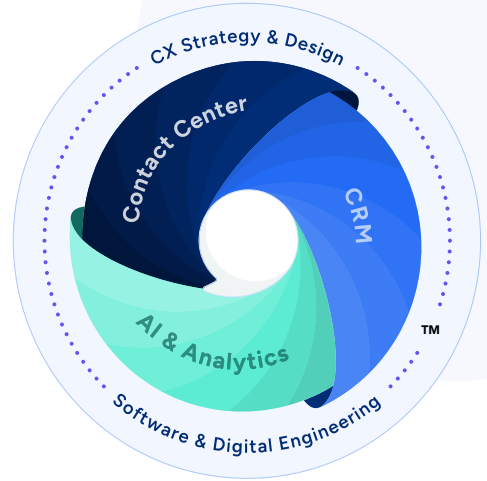 CX Strategy & Design
Contact Center
CRM
AI & Analytics
TM
Software & Digital Engineering